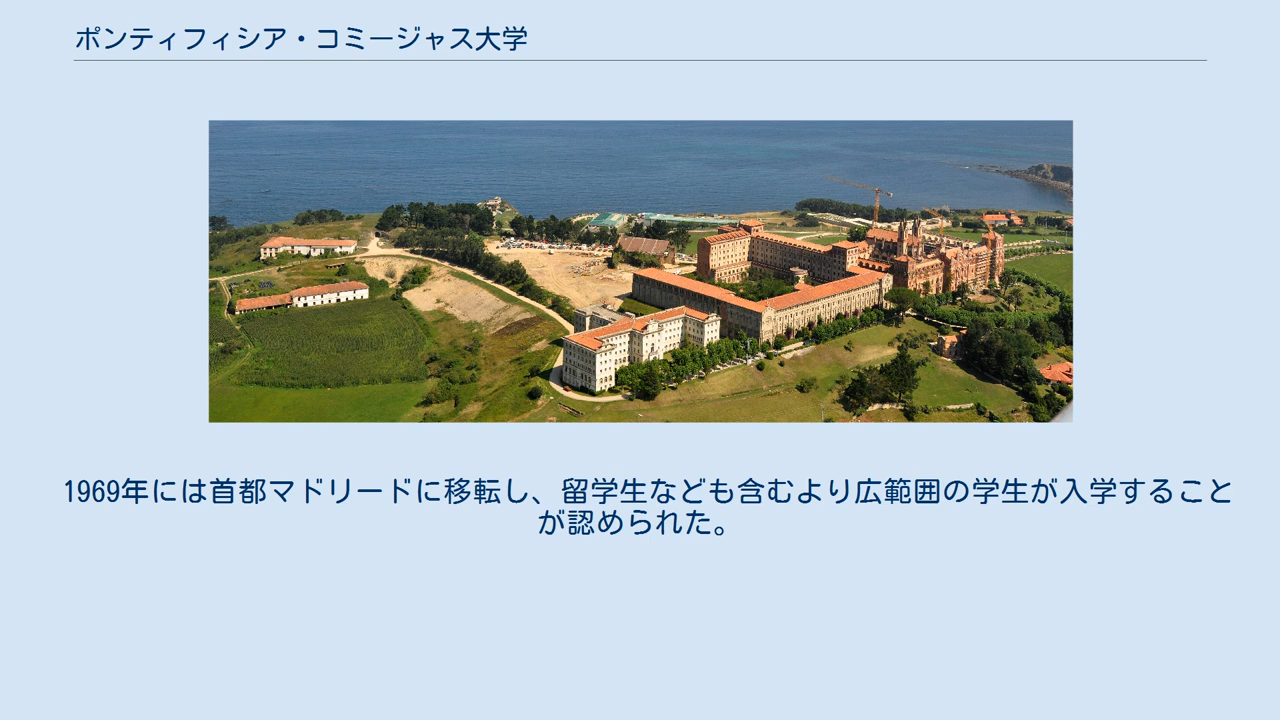 ポンティフィシア・コミージャス大学
1969年には首都マドリードに移転し、留学生なども含むより広範囲の学生が入学すること
が認められた。